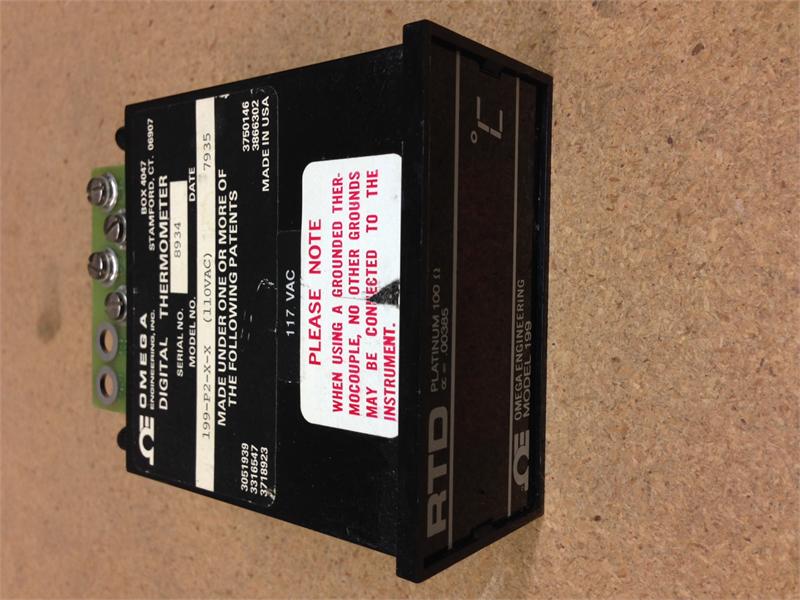 OMEGA
ENGINEERING, INC.
BOX 4047
STAMFORD, CT. 06907
DIGITAL THERMOMETER
SERIAL NO. 8934
MODEL NO. DATE
199-P2-X-X (110VAC) 7935
MADE UNDER ONE OR MORE OF
THE FOLLOWING PATENTS
3051939 3750146
3316547 3866302
3718923 MADE IN USA
117 VAC
PLEASE NOTE
WHEN USING A GROUNDED THER-
MOCOUPLE, NO OTHER GROUNDS
MAY BE CONNECTED TO THE
INSTRUMENT.
RTD PLATINUM 100 Ω
α = .00385
°C
OMEGA ENGINEERING
MODEL 199